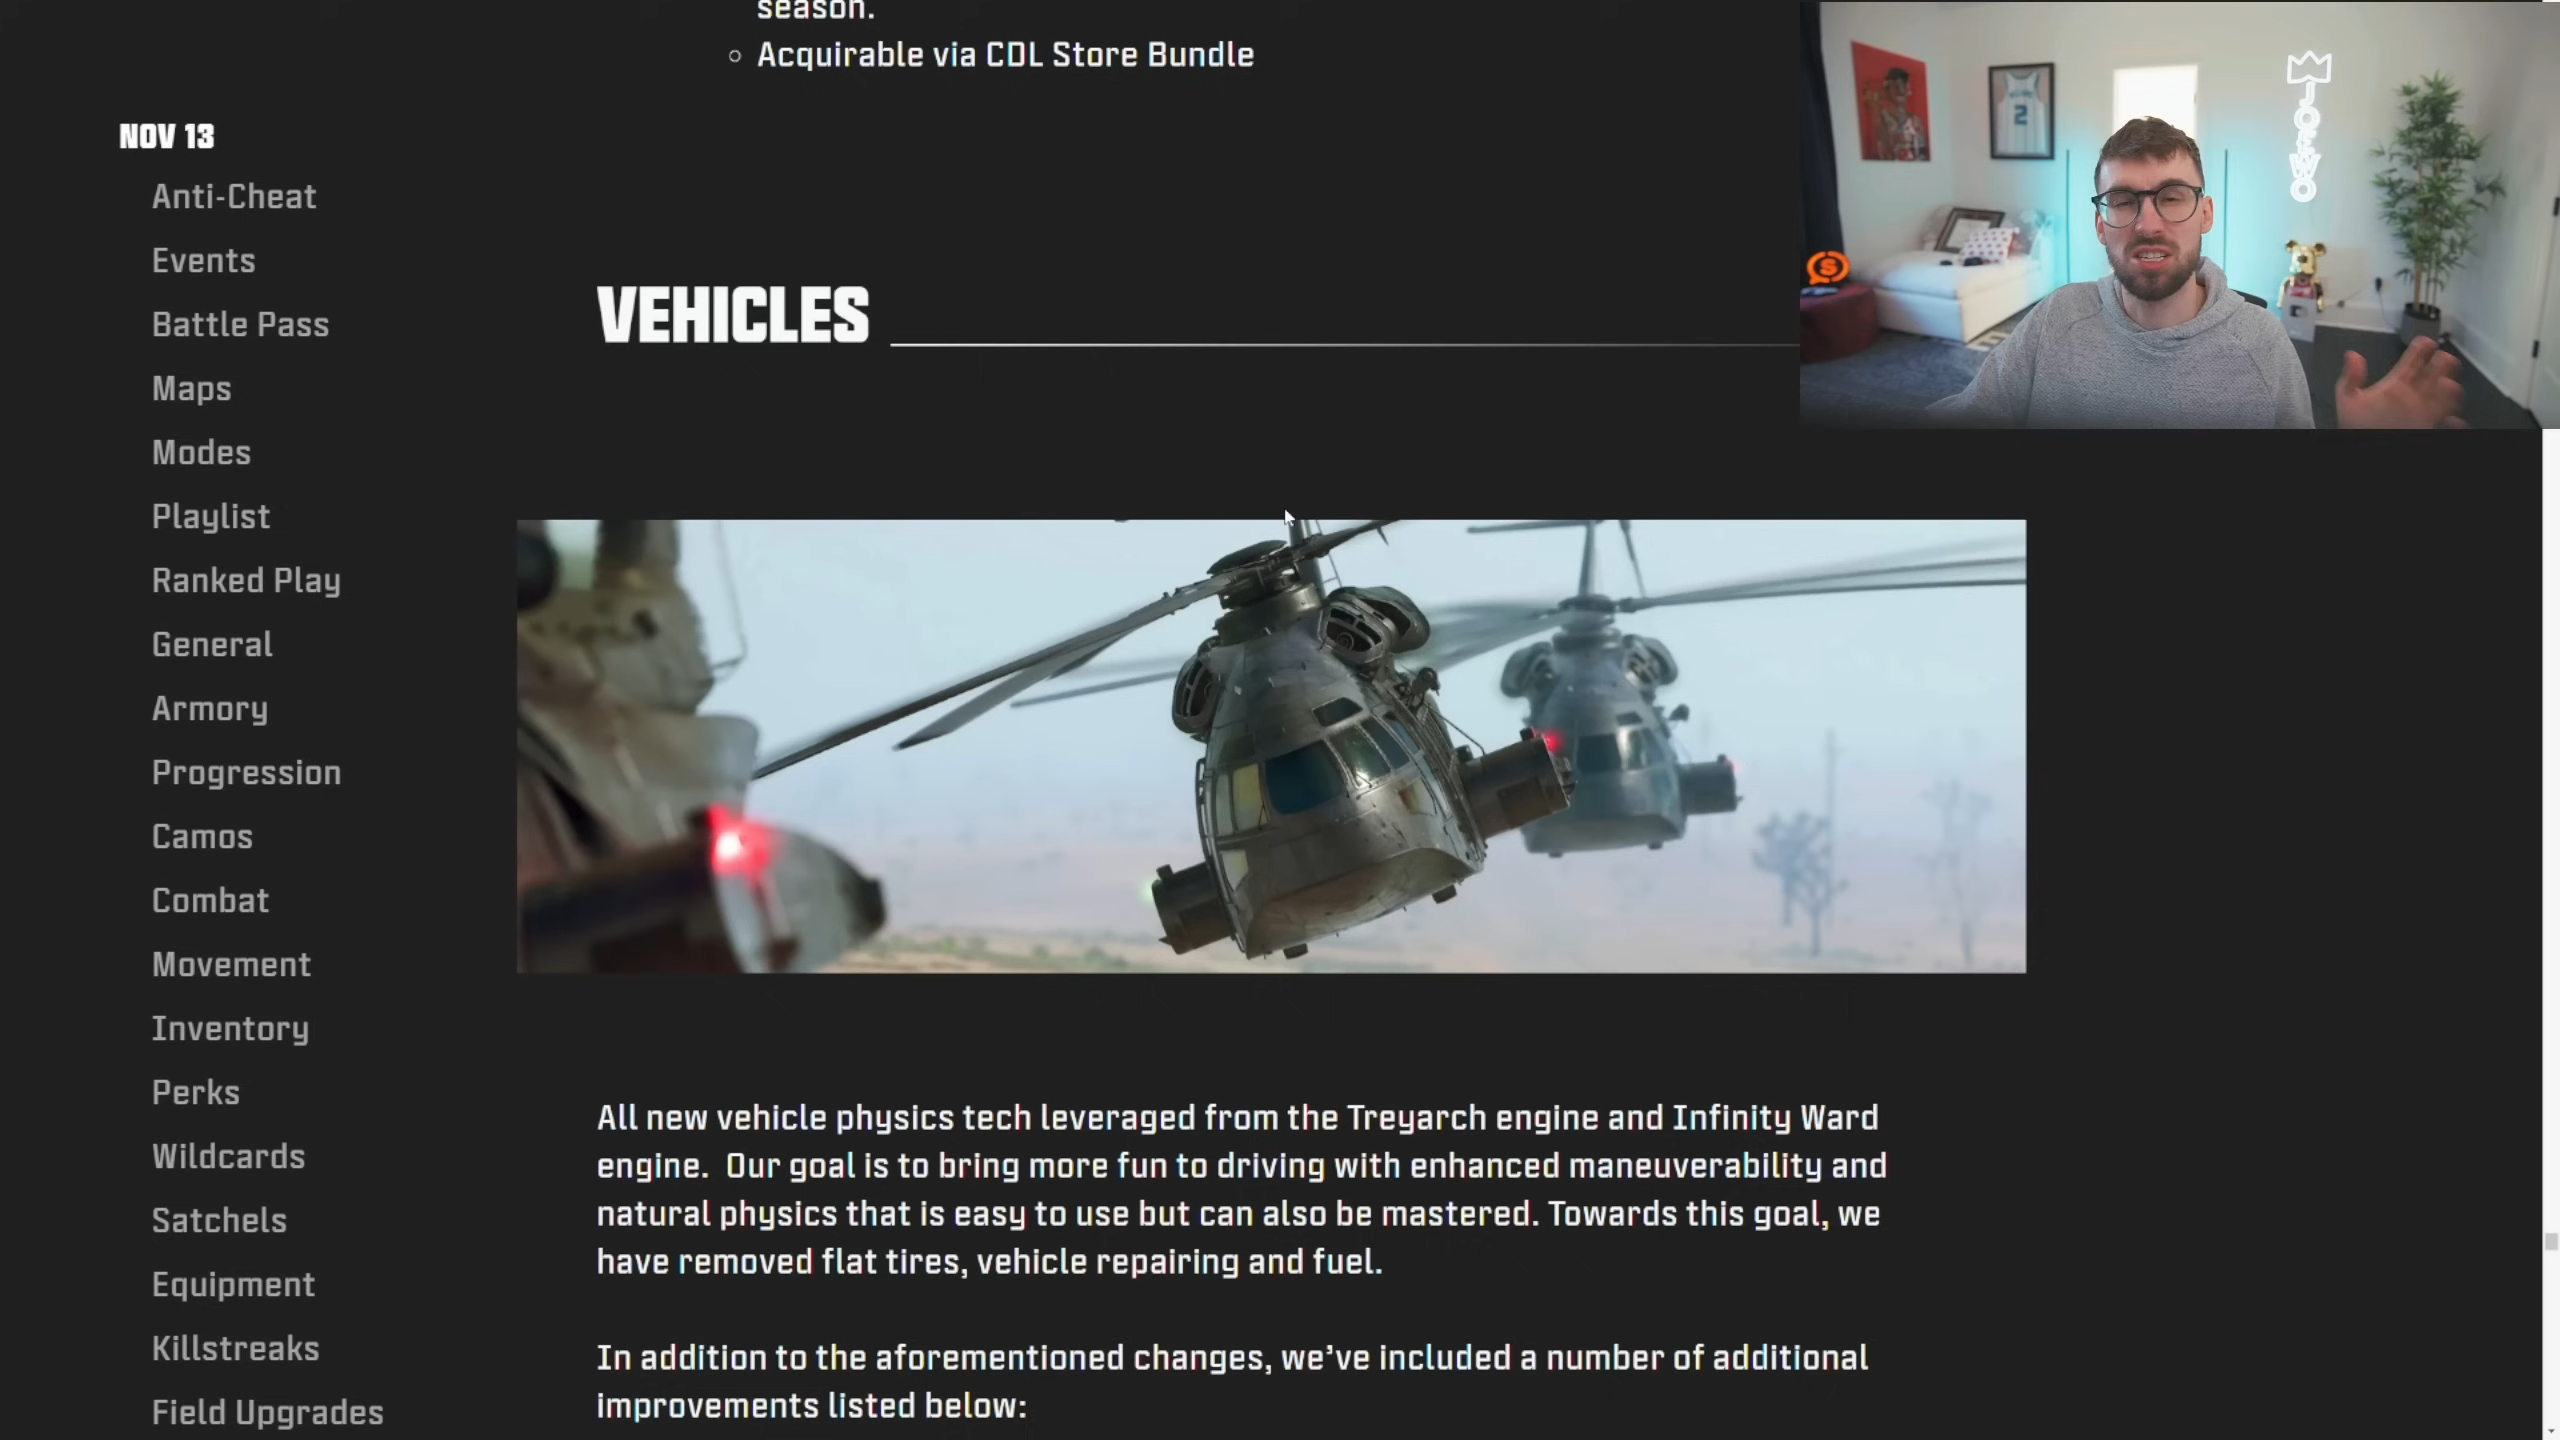 season.
Acquirable via CDL Store Bundle
NOV 13
Anti-Cheat
Events
Battle Pass
Maps
Modes
Playlist
Ranked Play
General
Armory
Progression
Camos
Combat
Movement
Inventory
Perks
Wildcards
Satchels
Equipment
Killstreaks
Field Upgrades
VEHICLES
All new vehicle physics tech leveraged from the Treyarch engine and Infinity Ward
engine. Our goal is to bring more fun to driving with enhanced maneuverability and
natural physics that is easy to use but can also be mastered. Towards this goal, we
have removed flat tires, vehicle repairing and fuel.
In addition to the aforementioned changes, we've included a number of additional
improvements listed below:
2
JOEWO
S